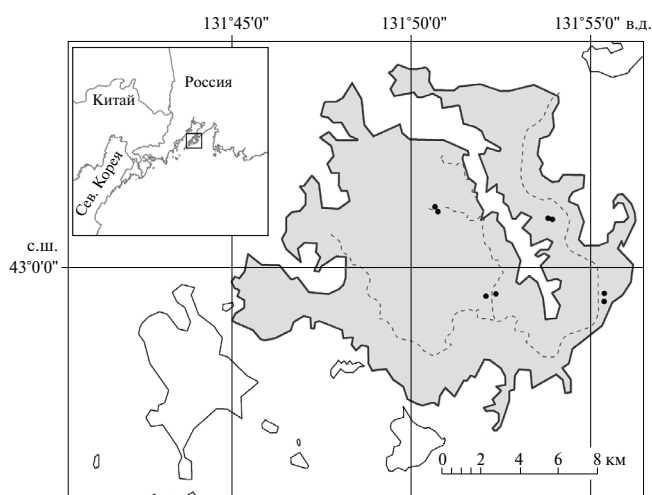 131°45'0" 131°50'0" 131°55'0" в.д.
Россия
Китай
Сев. Корея
с.ш.
43°0'0"
0 2 4 6 8 км